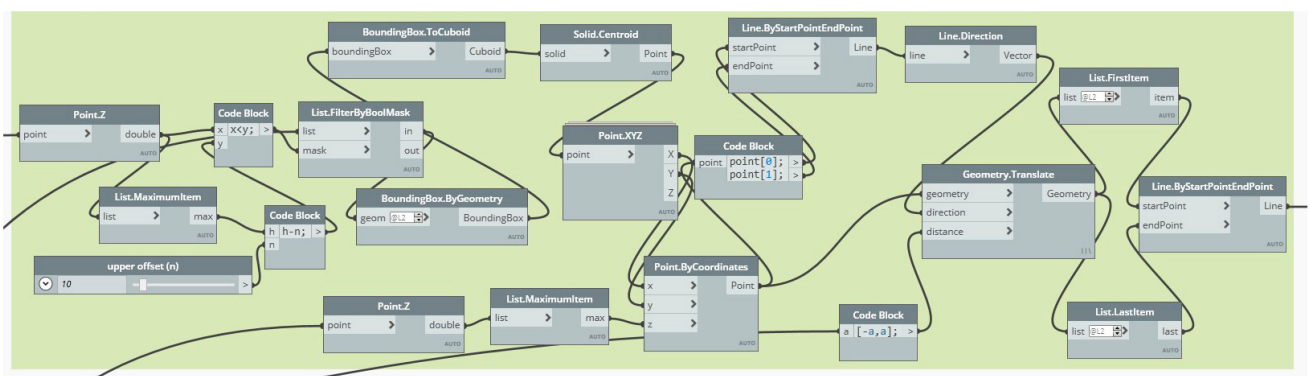 Point.Z
point > double
AUTO
Code Block
x x<y; >
y
List.FilterByBoolMask
list > in
mask > out
AUTO
BoundingBox.ToCuboid
boundingBox > Cuboid
AUTO
Solid.Centroid
solid > Point
AUTO
Line.ByStartPointEndPoint
startPoint > Line
endPoint >
AUTO
Line.Direction
line > Vector
AUTO
List.FirstItem
list @L2 > item
AUTO
List.MaximumItem
list > max
AUTO
Code Block
h h-n; >
n
BoundingBox.ByGeometry
geom @L2 > BoundingBox
AUTO
Point.XYZ
point > X
Y
Z
AUTO
Code Block
point point[0]; >
point[1]; >
Geometry.Translate
geometry > Geometry
direction >
distance >
Line.ByStartPointEndPoint
startPoint > Line
endPoint >
AUTO
upper offset (n)
10 >
Point.Z
point > double
AUTO
List.MaximumItem
list > max
AUTO
Point.ByCoordinates
x > Point
y >
z >
AUTO
Code Block
a [-a,a]; >
List.LastItem
list @L2 > last
AUTO